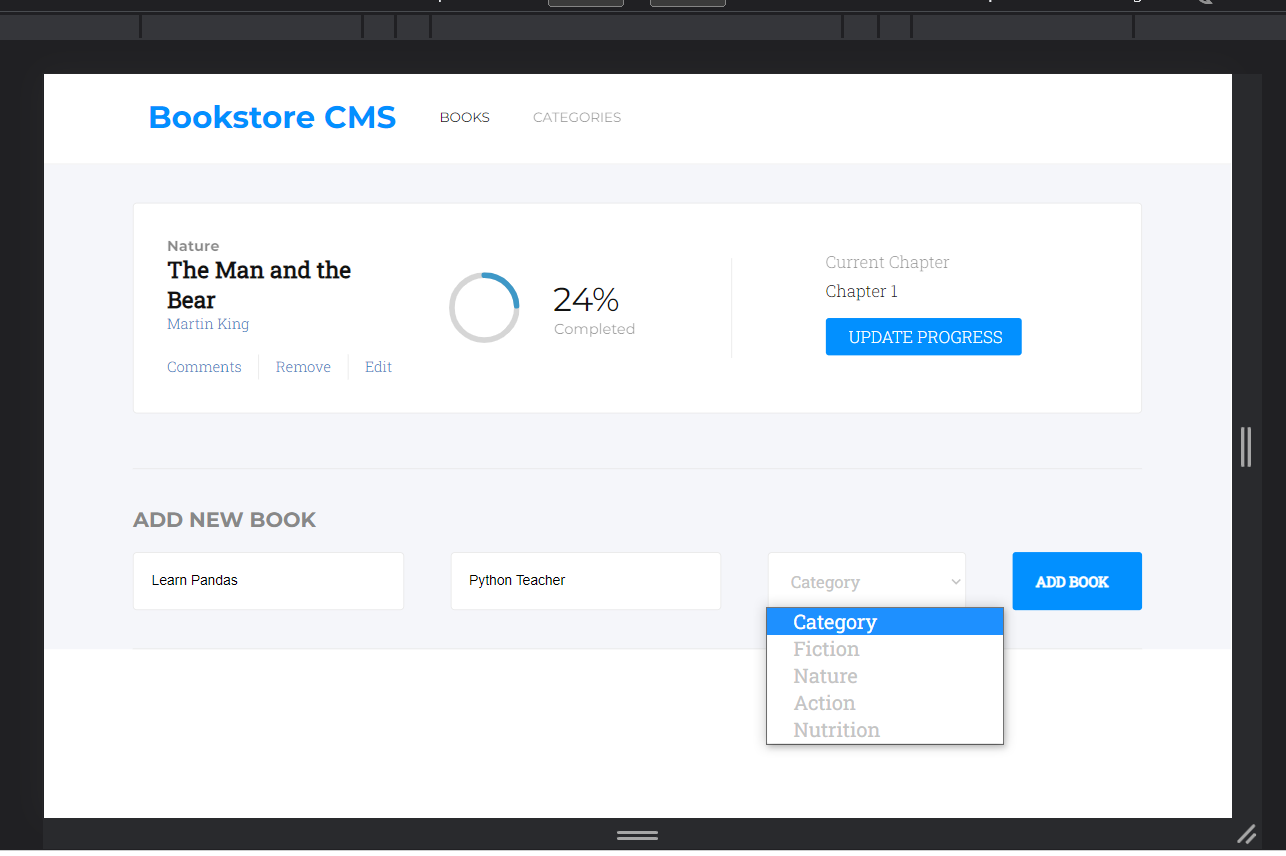 Bookstore CMS BOOKS CATEGORIES
Nature
The Man and the
Bear
Martin King
Comments Remove Edit
24%
Completed
Current Chapter
Chapter 1
UPDATE PROGRESS
ADD NEW BOOK
Learn Pandas Python Teacher Category ADD BOOK
Category
Fiction
Nature
Action
Nutrition